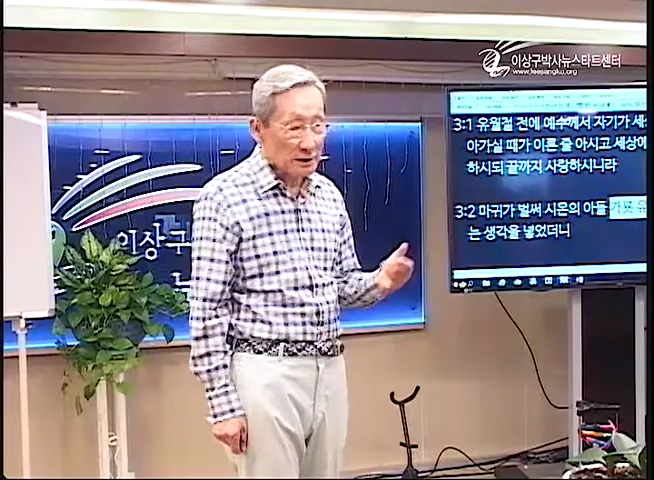 이상구박사뉴스타트센터
www.leesangku.org
3:1 유월절 전에 예수께서 자기가 세
아가실 때가 이른 줄 아시고 세상에
하시되 끝까지 사랑하시니라
3:2 마귀가 벌써 시몬의 아들 가룟 유
는 생각을 넣었더니
이상구
뉴